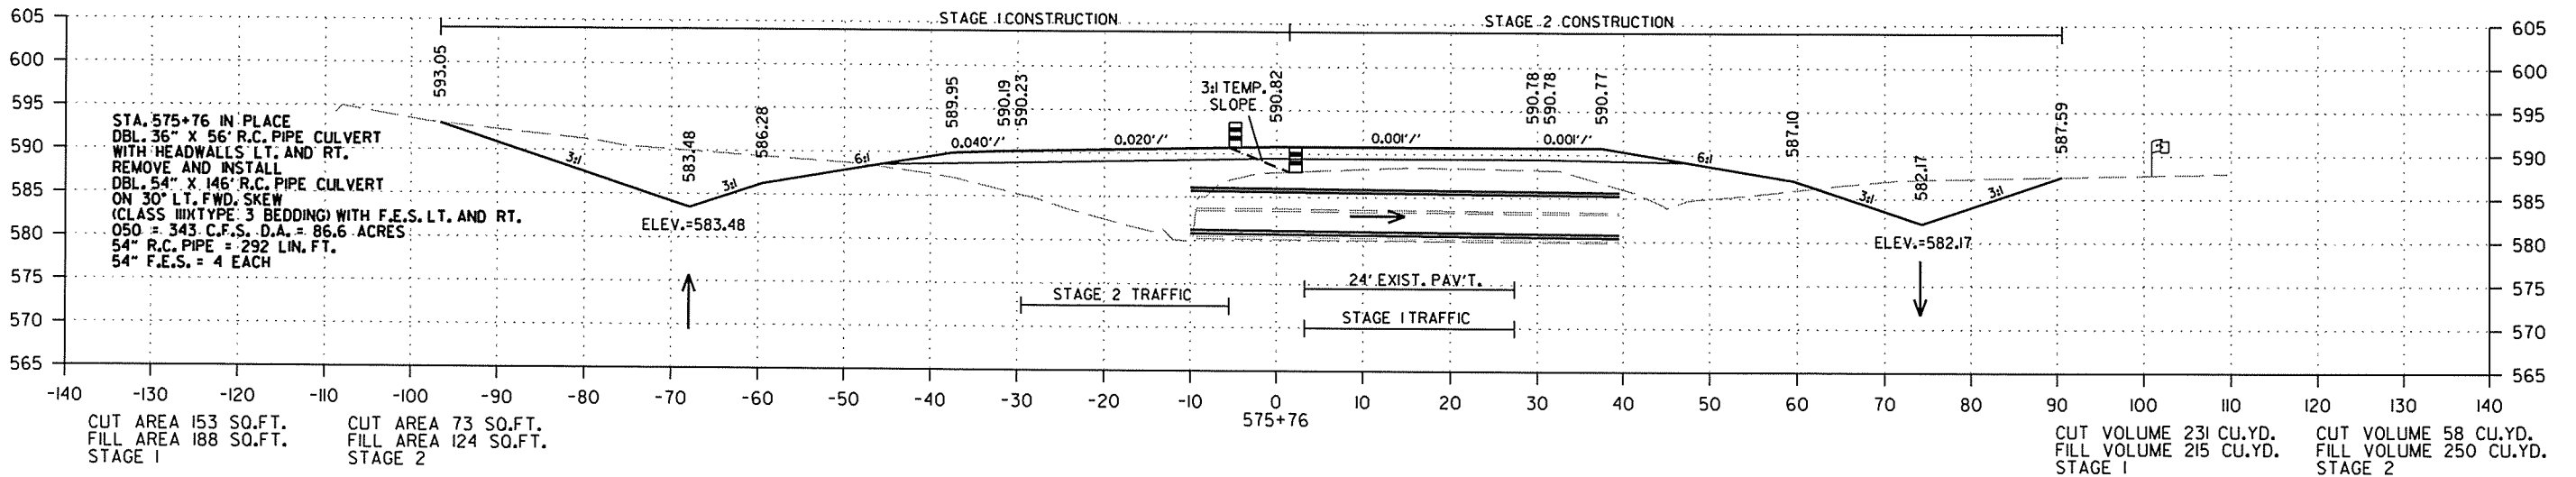 STAGE 1 CONSTRUCTION
STAGE 2 CONSTRUCTION
605
600
595
590
585
580
575
570
565
605
600
595
590
585
580
575
570
565
593.05
583.48
586.28
589.95
590.19
590.23
590.82
590.78
590.78
590.77
587.10
582.17
587.59
3:1 TEMP.
SLOPE
STA. 575+76 IN PLACE
DBL. 36" X 56' R.C. PIPE CULVERT
WITH HEADWALLS LT. AND RT.
REMOVE AND INSTALL
DBL. 54" X 146' R.C. PIPE CULVERT
ON 30° LT. FWD. SKEW
(CLASS III)(TYPE 3 BEDDING) WITH F.E.S. LT. AND RT.
Q50 = 343 C.F.S. D.A. = 86.6 ACRES
54" R.C. PIPE = 292 LIN. FT.
54" F.E.S. = 4 EACH
3:1
3:1
6:1
0.040'/'
0.020'/'
0.001'/'
0.001'/'
6:1
3:1
3:1
ELEV.=583.48
ELEV.=582.17
STAGE 2 TRAFFIC
24' EXIST. PAV'T.
STAGE 1 TRAFFIC
-140 -130 -120 -110 -100 -90 -80 -70 -60 -50 -40 -30 -20 -10 0 10 20 30 40 50 60 70 80 90 100 110 120 130 140
575+76
CUT AREA 153 SQ.FT.
FILL AREA 188 SQ.FT.
STAGE 1
CUT AREA 73 SQ.FT.
FILL AREA 124 SQ.FT.
STAGE 2
CUT VOLUME 231 CU.YD.
FILL VOLUME 215 CU.YD.
STAGE 1
CUT VOLUME 58 CU.YD.
FILL VOLUME 250 CU.YD.
STAGE 2